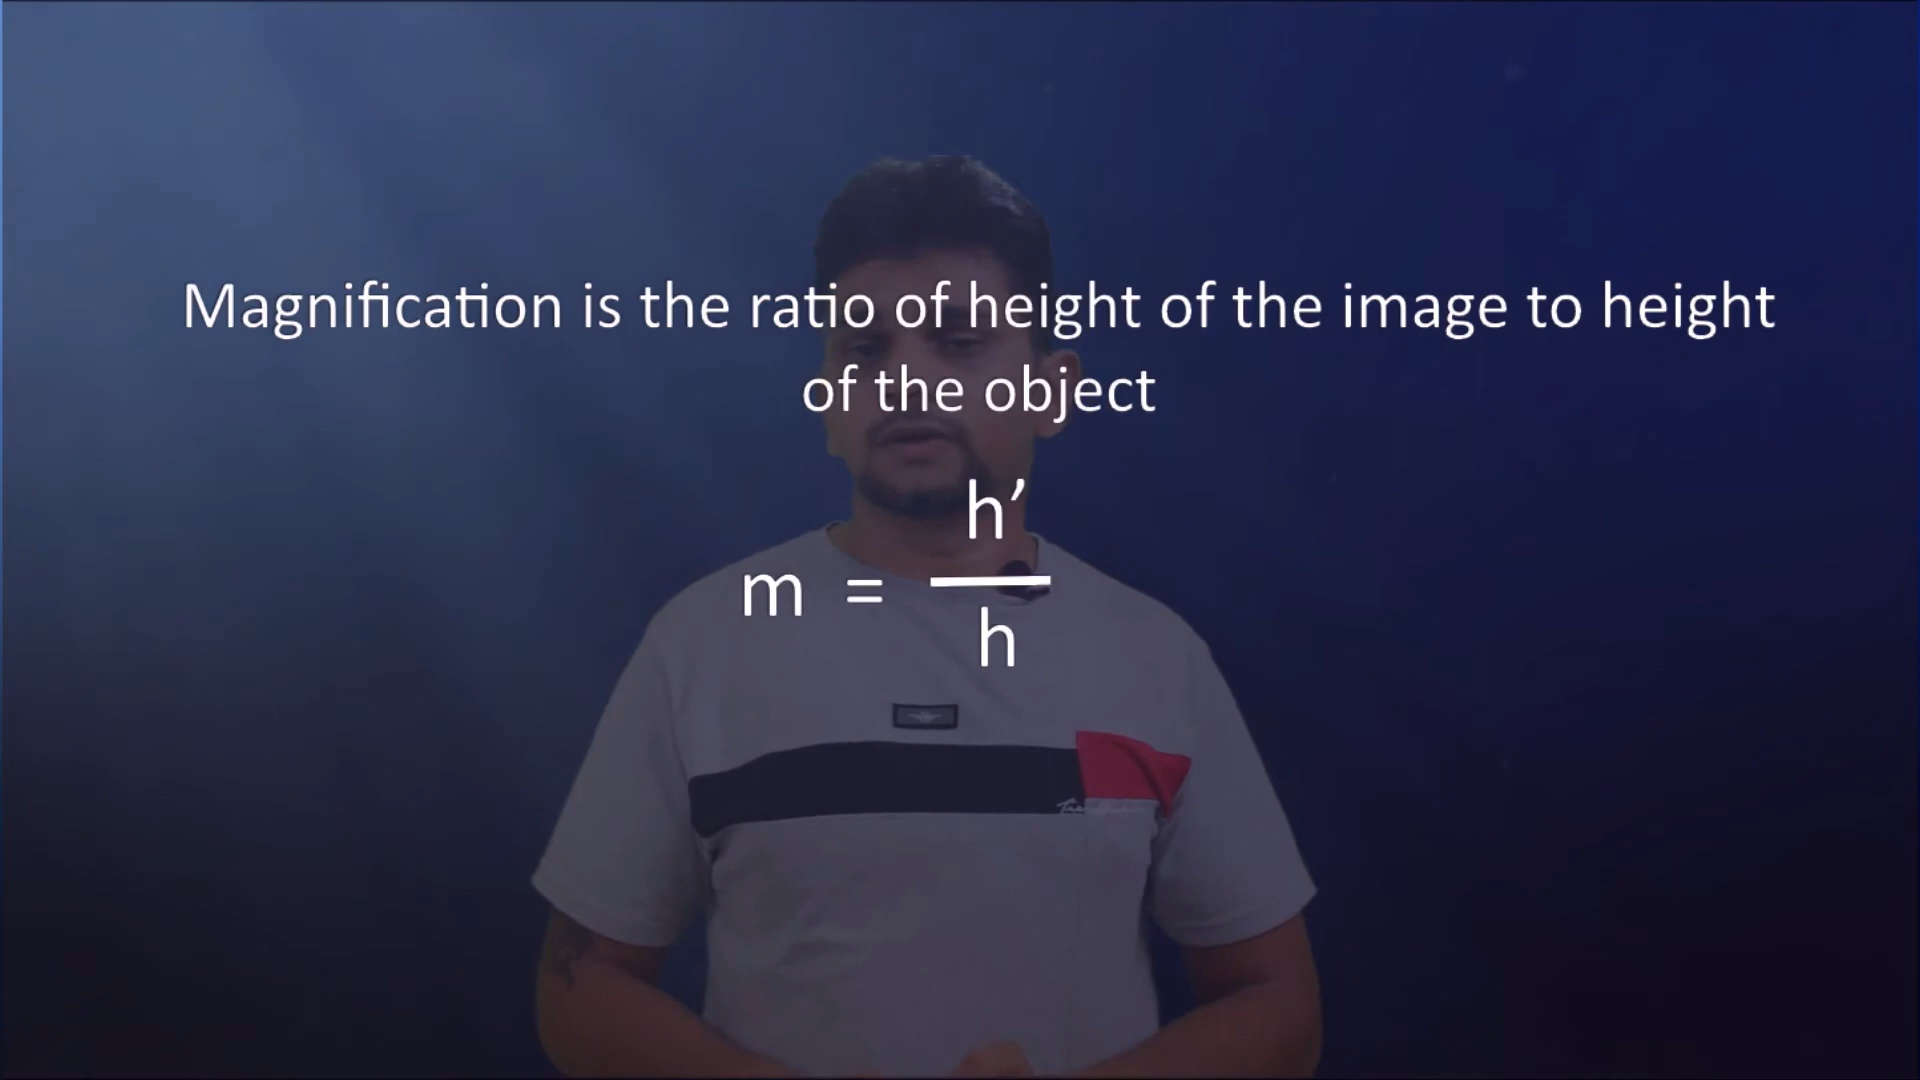 Magnification is the ratio of height of the image to height
of the object
h’
m =
h